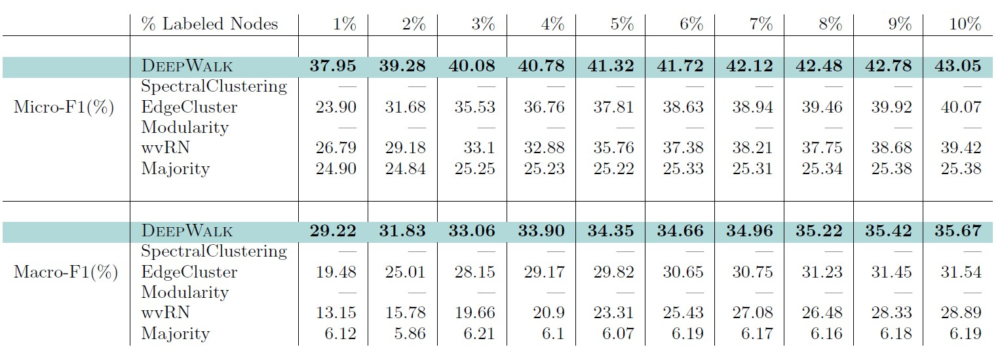 % Labeled Nodes 1% 2% 3% 4% 5% 6% 7% 8% 9% 10%
DEEPWALK 37.95 39.28 40.08 40.78 41.32 41.72 42.12 42.48 42.78 43.05
SpectralClustering — — — — — — — — — —
Micro-F1(%) EdgeCluster 23.90 31.68 35.53 36.76 37.81 38.63 38.94 39.46 39.92 40.07
Modularity — — — — — — — — — —
wvRN 26.79 29.18 33.1 32.88 35.76 37.38 38.21 37.75 38.68 39.42
Majority 24.90 24.84 25.25 25.23 25.22 25.33 25.31 25.34 25.38 25.38
DEEPWALK 29.22 31.83 33.06 33.90 34.35 34.66 34.96 35.22 35.42 35.67
SpectralClustering — — — — — — — — — —
Macro-F1(%) EdgeCluster 19.48 25.01 28.15 29.17 29.82 30.65 30.75 31.23 31.45 31.54
Modularity — — — — — — — — — —
wvRN 13.15 15.78 19.66 20.9 23.31 25.43 27.08 26.48 28.33 28.89
Majority 6.12 5.86 6.21 6.1 6.07 6.19 6.17 6.16 6.18 6.19